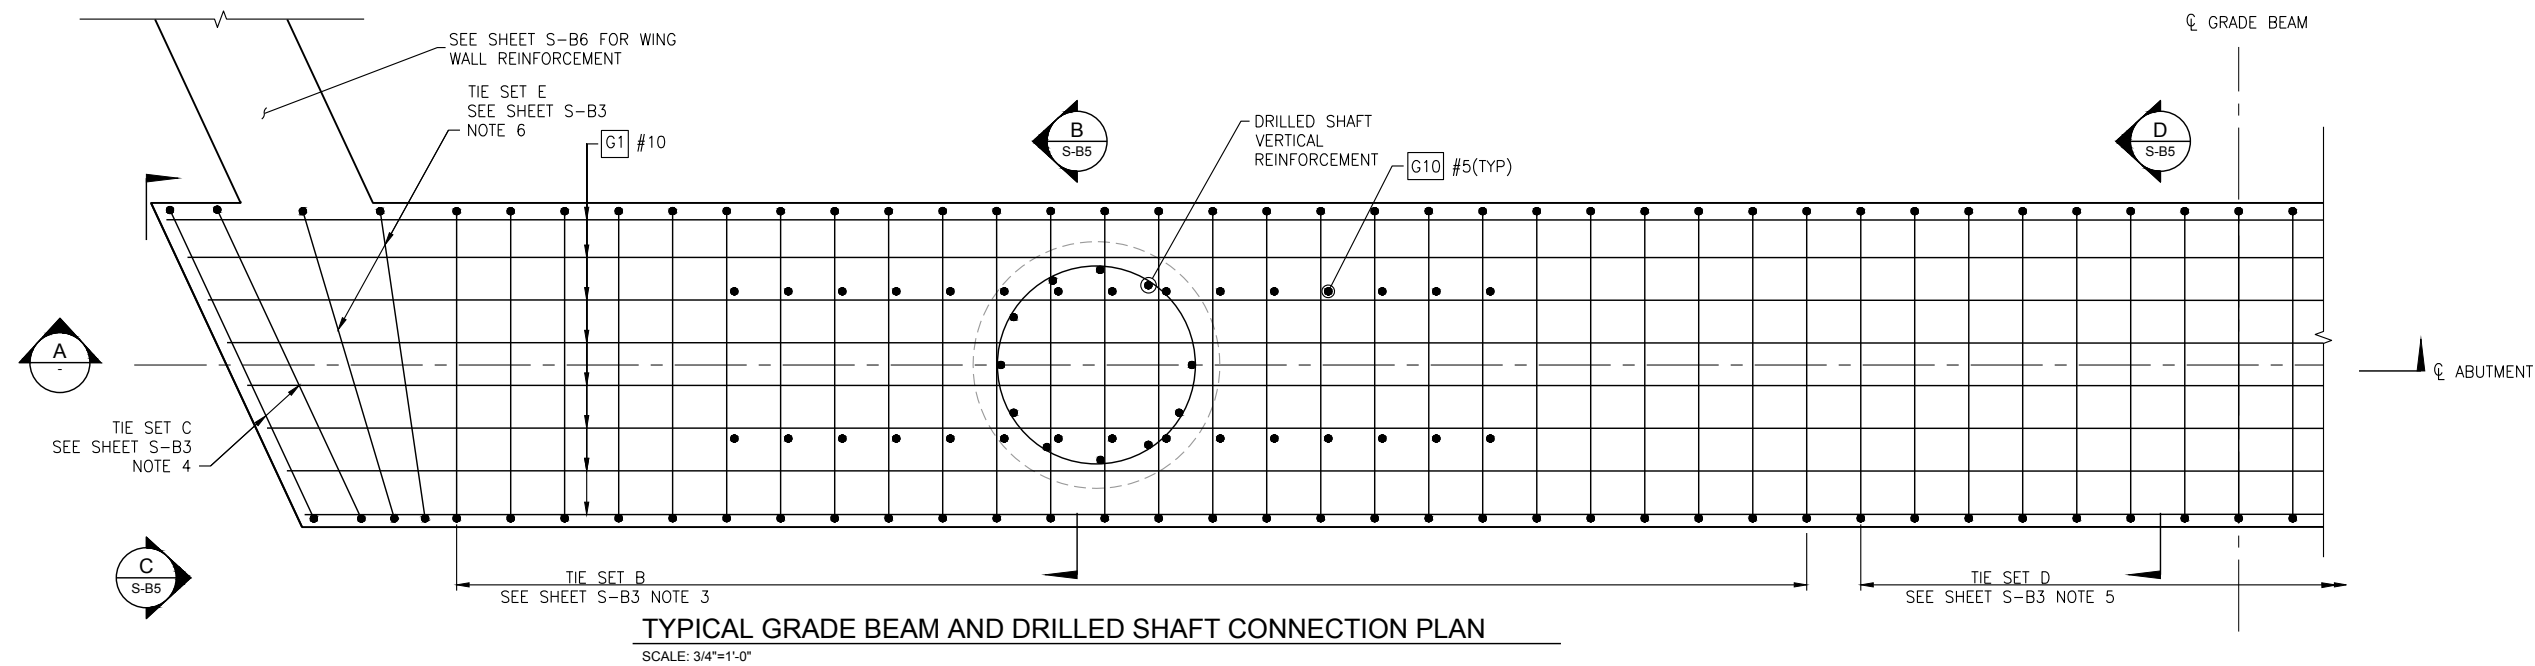 ℄ GRADE BEAM
SEE SHEET S-B6 FOR WING
WALL REINFORCEMENT
TIE SET E
SEE SHEET S-B3
NOTE 6
G1 #10
B
S-B5
DRILLED SHAFT
VERTICAL
REINFORCEMENT
G10 #5(TYP)
D
S-B5
A
-
℄ ABUTMENT
TIE SET C
SEE SHEET S-B3
NOTE 4
C
S-B5
TIE SET B
SEE SHEET S-B3 NOTE 3
TIE SET D
SEE SHEET S-B3 NOTE 5
TYPICAL GRADE BEAM AND DRILLED SHAFT CONNECTION PLAN
SCALE: 3/4"=1'-0"